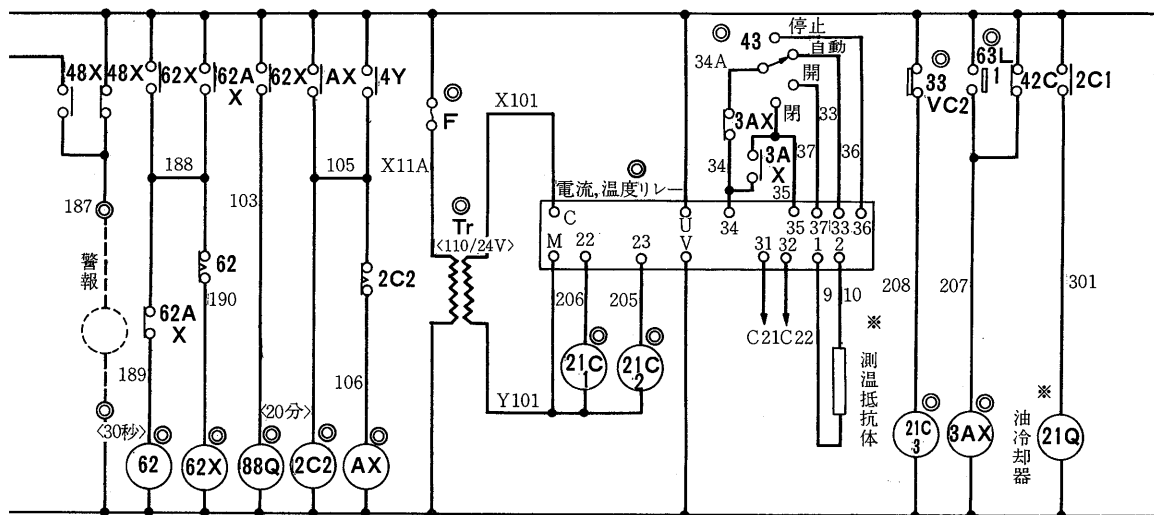 48X
48X
62X
62A
X
62X
AX
4Y
F
X11A
X101
Tr
<110/24V>
43
停止
自動
開
閉
34A
3AX
3A
X
34
35
37
33
36
33
VC2
63L
1
42C
2C1
188
105
187
103
警報
62
190
62A
X
189
2C2
106
<30秒>
<20分>
62
62X
88Q
2C2
AX
電流,温度リレー
C
U
34
35
37
33
36
M
22
23
V
31
32
1
2
206
205
9
10
C21
C22
21C
1
21C
2
Y101
※
測温抵抗体
208
207
301
※
油冷却器
21C
3
3AX
21Q